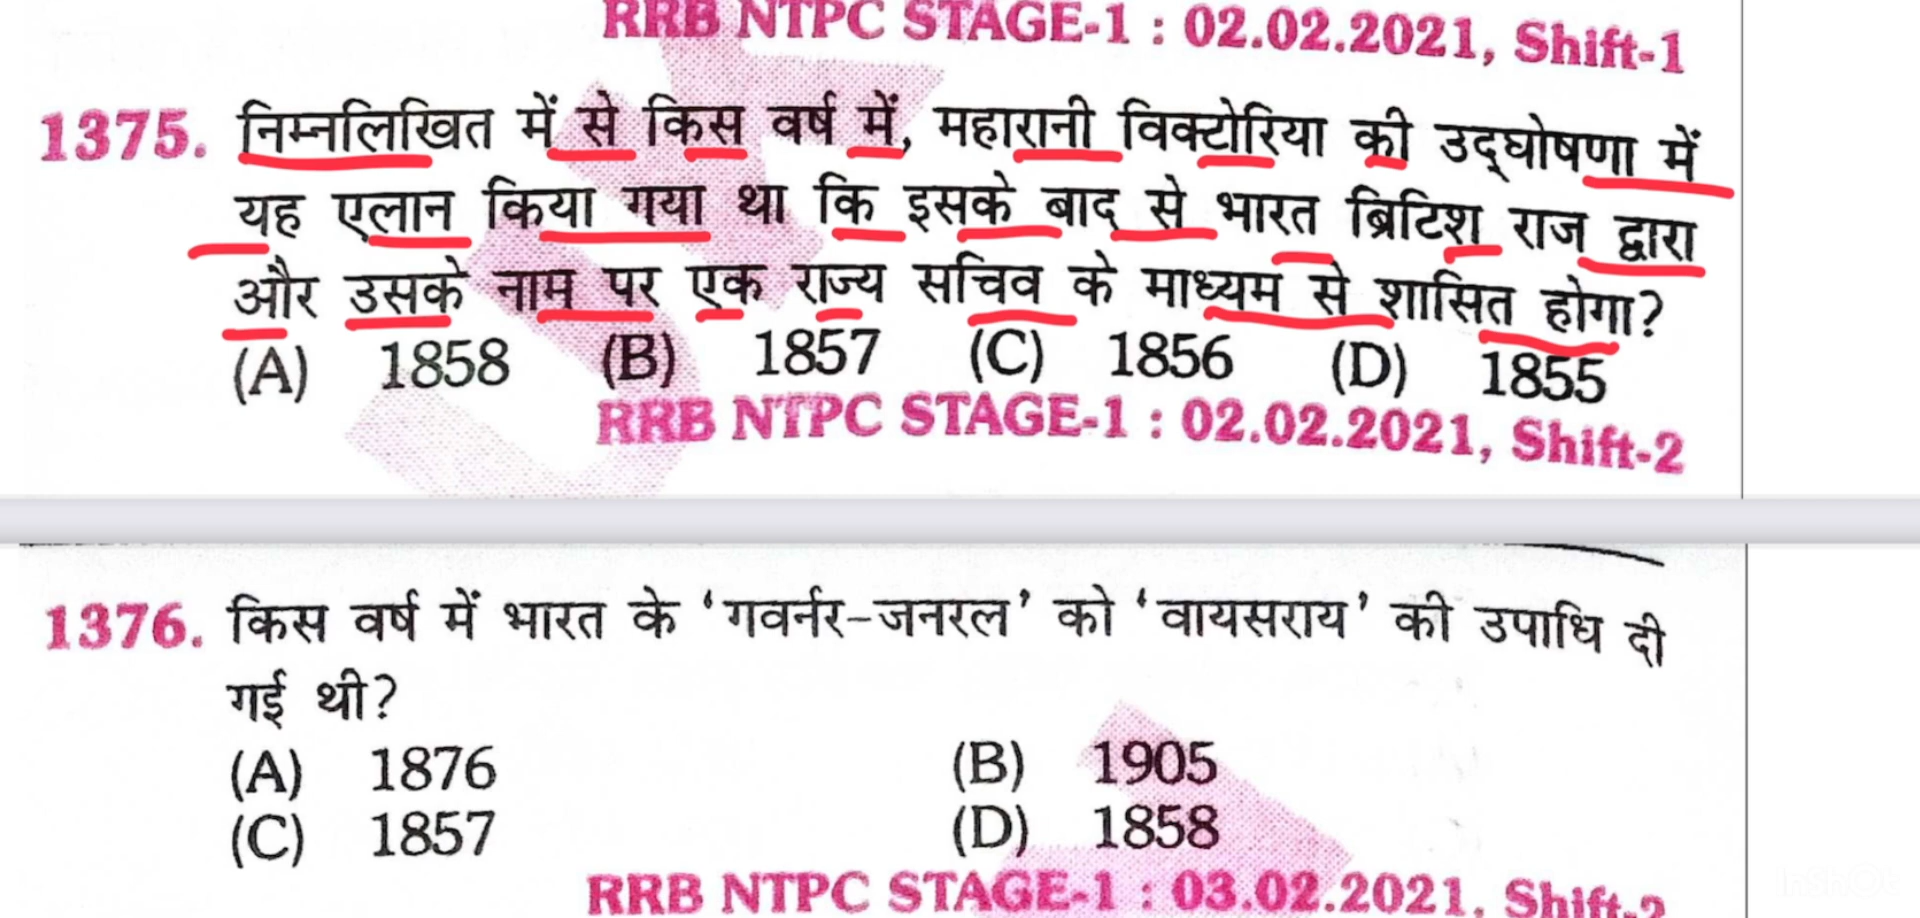 RRB NTPC STAGE-1 : 02.02.2021, Shift-1
1375. निम्नलिखित में से किस वर्ष में, महारानी विक्टोरिया की उद्घोषणा में
यह एलान किया गया था कि इसके बाद से भारत ब्रिटिश राज द्वारा
और उसके नाम पर एक राज्य सचिव के माध्यम से शासित होगा?
(A) 1858 (B) 1857 (C) 1856 (D) 1855
RRB NTPC STAGE-1 : 02.02.2021, Shift-2
1376. किस वर्ष में भारत के ‘गवर्नर-जनरल’ को ‘वायसराय’ की उपाधि दी
गई थी?
(A) 1876 (B) 1905
(C) 1857 (D) 1858
RRB NTPC STAGE-1 : 03.02.2021, Shift-2